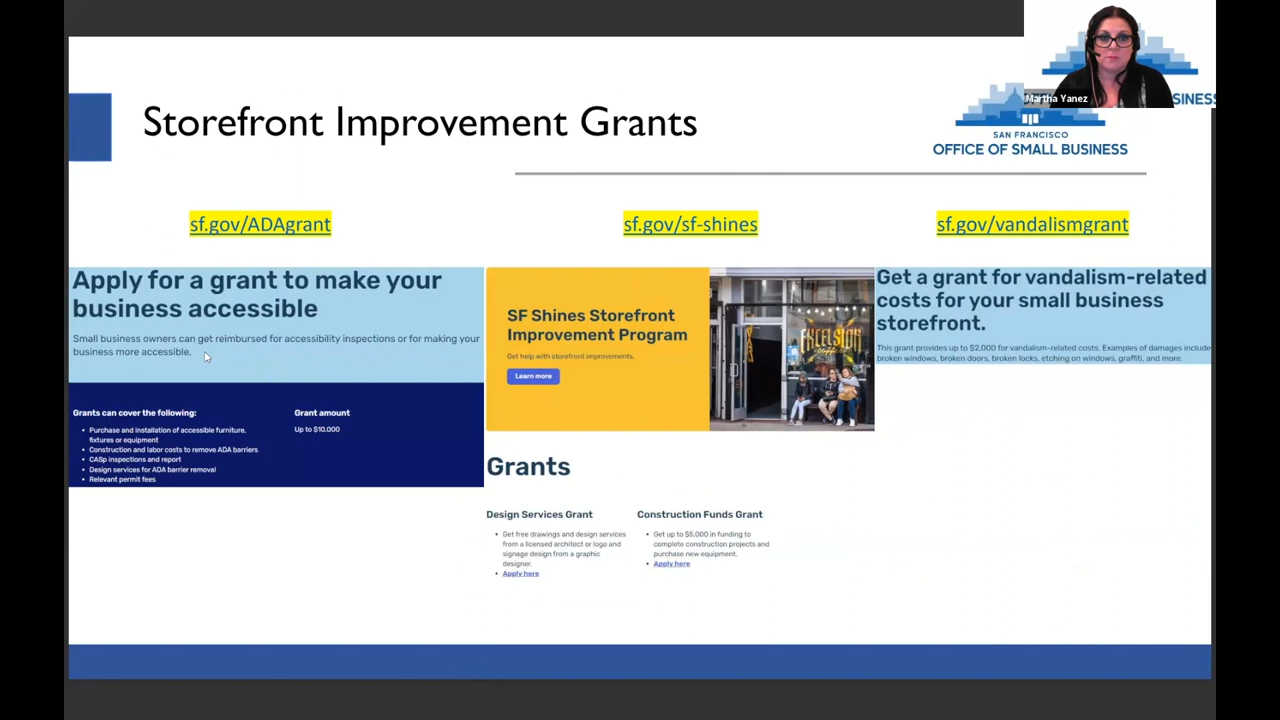 Martha Yanez
SINESS
Storefront Improvement Grants
SAN FRANCISCO
OFFICE OF SMALL BUSINESS
sf.gov/ADAgrant
Apply for a grant to make your
business accessible
Small business owners can get reimbursed for accessibility inspections or for making your
business more accessible.
Grants can cover the following:
• Purchase and installation of accessible furniture,
fixtures or equipment
• Construction and labor costs to remove ADA barriers
• CASp inspections and report
• Design services for ADA barrier removal
• Relevant permit fees
Grant amount
Up to $10.000
sf.gov/sf-shines
SF Shines Storefront
Improvement Program
Get help with storefront improvements.
Learn more
EXCELSIOR
coffee
Grants
Design Services Grant
• Get free drawings and design services
from a licensed architect or logo and
signage design from a graphic
designer.
• Apply here
Construction Funds Grant
• Get up to $5,000 in funding to
complete construction projects and
purchase new equipment.
• Apply here
sf.gov/vandalismgrant
Get a grant for vandalism-related
costs for your small business
storefront.
This grant provides up to $2,000 for vandalism-related costs. Examples of damages include
broken windows, broken doors, broken locks, etching on windows, graffiti, and more.